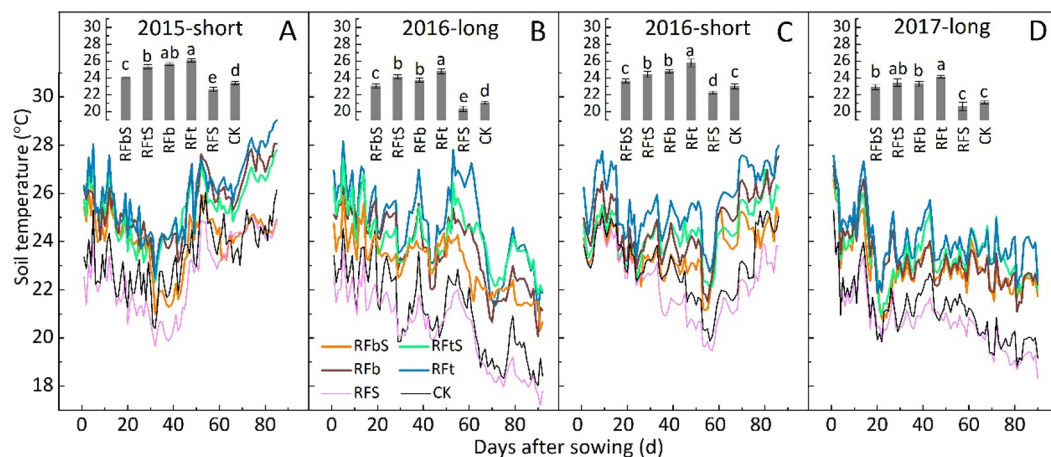 2015-short A
30
28
26
24
22
20
c b ab a e d
RFbS RFtS RFb RFt RFS CK
2016-long B
30
28
26
24
22
20
c b b a e d
RFbS RFtS RFb RFt RFS CK
2016-short C
30
28
26
24
22
20
c b b a d c
RFbS RFtS RFb RFt RFS CK
2017-long D
30
28
26
24
22
20
b ab b a c c
RFbS RFtS RFb RFt RFS CK
Soil temperature (°C)
30
28
26
24
22
20
18
RFbS RFtS
RFb RFt
RFS CK
0 20 40 60 80 0 20 40 60 80 0 20 40 60 80 0 20 40 60 80
Days after sowing (d)